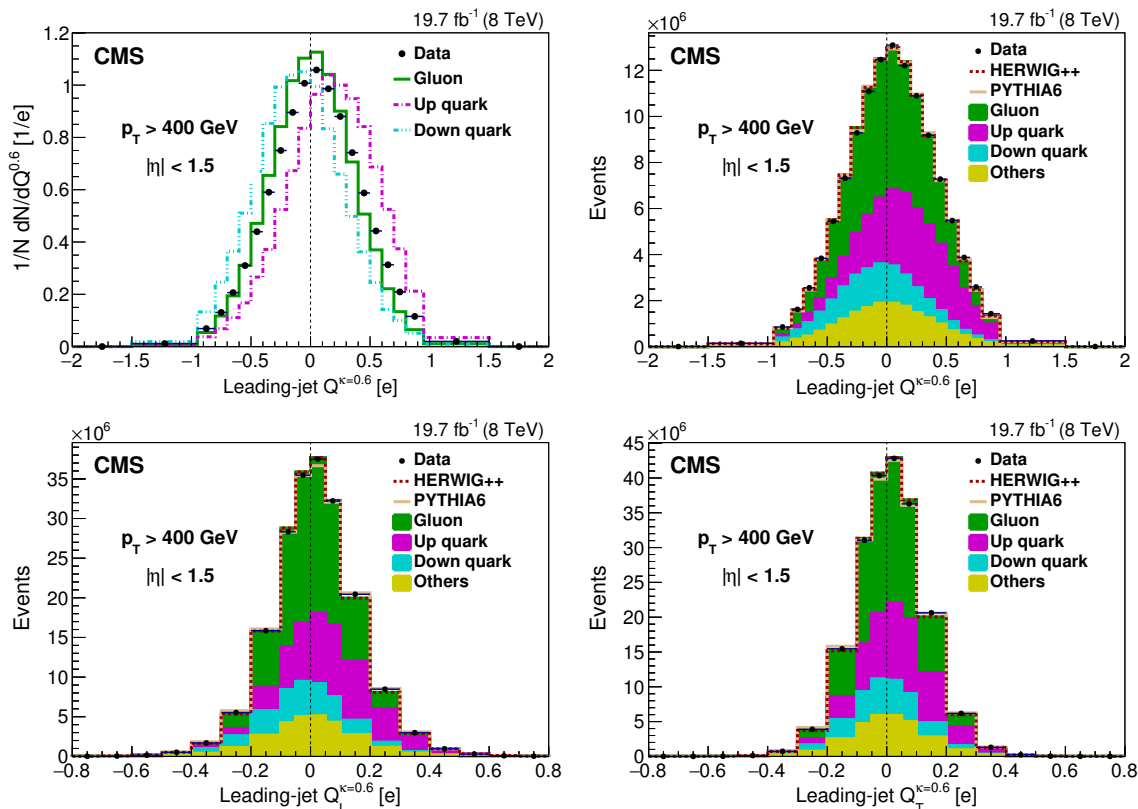 19.7 fb⁻¹ (8 TeV)
CMS
Data
Gluon
Up quark
Down quark
p_T > 400 GeV
|η| < 1.5
1/N dN/dQ^0.6 [1/e]
1.2
1
0.8
0.6
0.4
0.2
0
−2 −1.5 −1 −0.5 0 0.5 1 1.5 2
Leading-jet Q^κ=0.6 [e]
×10⁶
19.7 fb⁻¹ (8 TeV)
CMS
Data
HERWIG++
PYTHIA6
Gluon
Up quark
Down quark
Others
p_T > 400 GeV
|η| < 1.5
Events
12
10
8
6
4
2
0
−2 −1.5 −1 −0.5 0 0.5 1 1.5 2
Leading-jet Q^κ=0.6 [e]
×10⁶
19.7 fb⁻¹ (8 TeV)
CMS
Data
HERWIG++
PYTHIA6
Gluon
Up quark
Down quark
Others
p_T > 400 GeV
|η| < 1.5
Events
35
30
25
20
15
10
5
0
−0.8 −0.6 −0.4 −0.2 0 0.2 0.4 0.6 0.8
Leading-jet Q_L^κ=0.6 [e]
×10⁶
19.7 fb⁻¹ (8 TeV)
CMS
Data
HERWIG++
PYTHIA6
Gluon
Up quark
Down quark
Others
p_T > 400 GeV
|η| < 1.5
Events
45
40
35
30
25
20
15
10
5
0
−0.8 −0.6 −0.4 −0.2 0 0.2 0.4 0.6 0.8
Leading-jet Q_T^κ=0.6 [e]